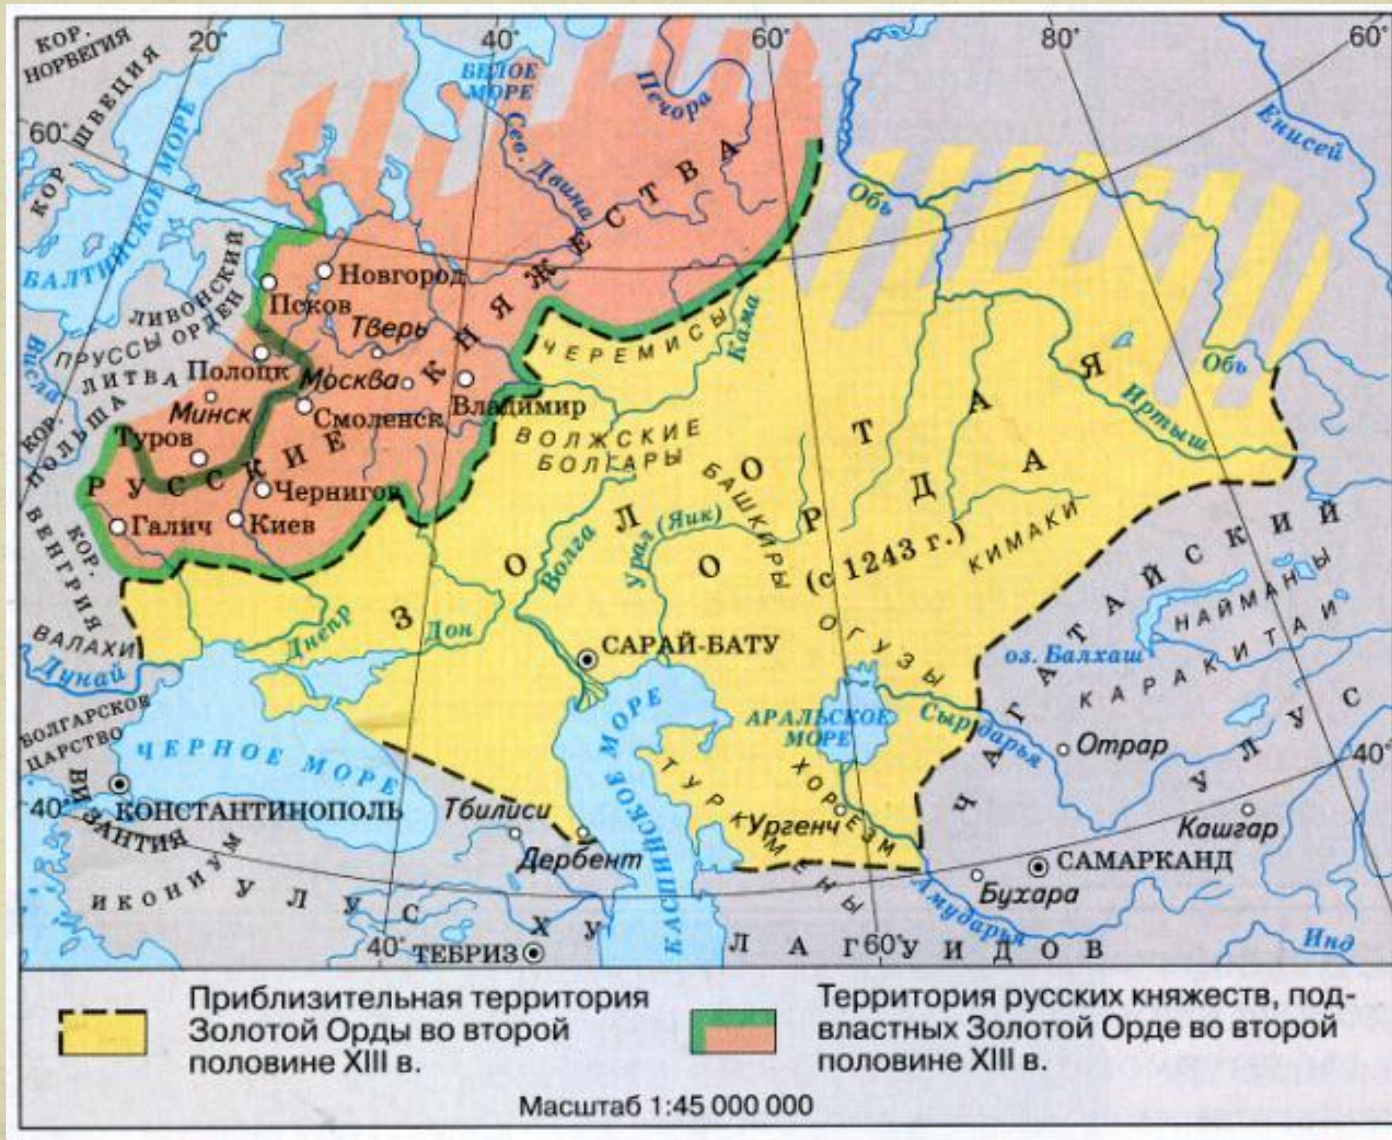 КОР.
НОРВЕГИЯ
КОР ШВЕЦИЯ
20°
40°
60°
80°
60°
60°
БЕЛОЕ
МОРЕ
Печора
Сев. Двина
Енисей
Обь
БАЛТИЙСКОЕ МОРЕ
ЛИВОНСКИЙ
ОРДЕН
ПРУССЫ
ЛИТВА
Висла
КОР.
ПОЛЬША
Новгород
Псков
Тверь
Полоцк
Москва
Минск
Смоленск
Владимир
Туров
РУССКИЕ КНЯЖЕСТВА
Чернигов
Галич
Киев
ЧЕРЕМИСЫ
Кама
ВОЛЖСКИЕ
БОЛГАРЫ
БАШКИРЫ
Обь
Иртыш
ЗОЛОТАЯ
ОРДА
(с 1243 г.)
КИМАКИ
Волга
Урал (Яик)
КОР.
ВЕНГРИЯ
ВАЛАХИ
Дунай
Днепр
Дон
САРАЙ-БАТУ
ОГУЗЫ
оз. Балхаш
НАЙМАНЫ
КАРАКИТАИ
ЧАГАТАЙСКИЙ
УЛУС
БОЛГАРСКОЕ
ЦАРСТВО
ЧЕРНОЕ МОРЕ
КАСПИЙСКОЕ МОРЕ
АРАЛЬСКОЕ
МОРЕ
Сырдарья
Отрар
40°
40°
КОНСТАНТИНОПОЛЬ
ВИЗАНТИЯ
Тбилиси
Дербент
ТУРКМЕНЫ
ХОРЕЗМ
Ургенч
Кашгар
САМАРКАНД
Бухара
Амударья
ИКОНИУМ
УЛУС ХУЛАГУИДОВ
40°
ТЕБРИЗ
60°
Инд
Приблизительная территория
Золотой Орды во второй
половине XIII в.
Территория русских княжеств, под-
властных Золотой Орде во второй
половине XIII в.
Масштаб 1:45 000 000